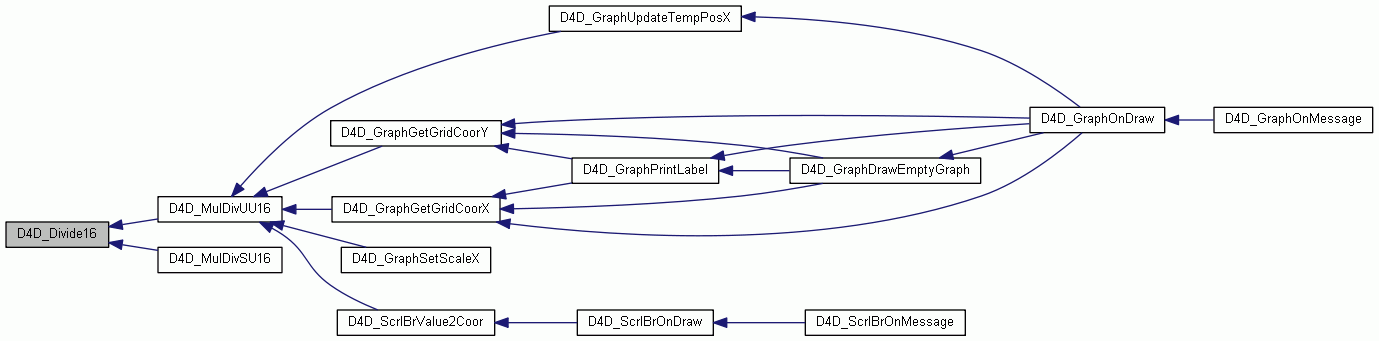 D4D_GraphUpdateTempPosX
D4D_GraphOnDraw
D4D_GraphOnMessage
D4D_GraphGetGridCoorY
D4D_GraphPrintLabel
D4D_GraphDrawEmptyGraph
D4D_MulDivUU16
D4D_GraphGetGridCoorX
D4D_Divide16
D4D_MulDivSU16
D4D_GraphSetScaleX
D4D_ScrlBrValue2Coor
D4D_ScrlBrOnDraw
D4D_ScrlBrOnMessage